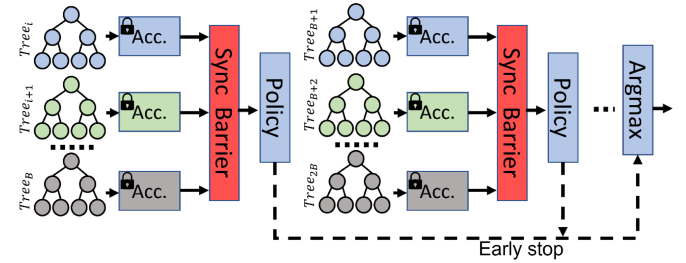 Tree_i
Acc.
Tree_{i+1}
Acc.
Tree_B
Acc.
Sync Barrier
Policy
Tree_{B+1}
Acc.
Tree_{B+2}
Acc.
Tree_{2B}
Acc.
Sync Barrier
Policy
Argmax
Early stop